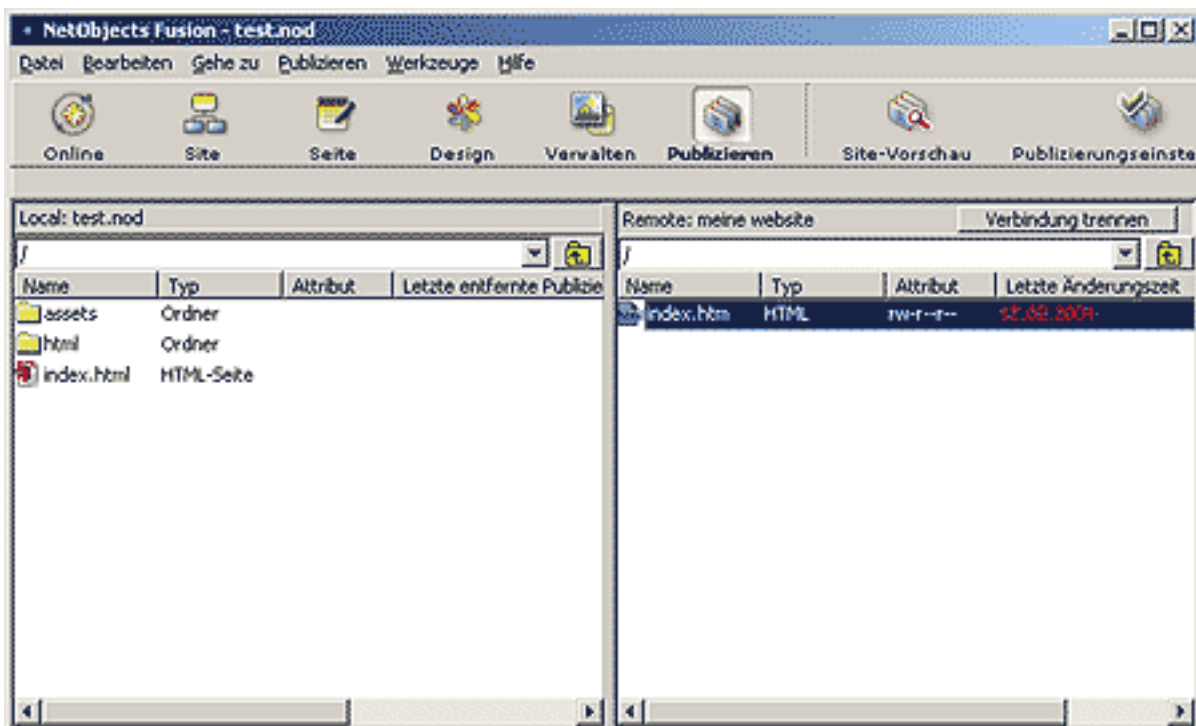 NetObjects Fusion - test.nod
Datei Bearbeiten Gehe zu Publizieren Werkzeuge Hilfe
Online Site Seite Design Verwalten Publizieren Site-Vorschau Publizierungseinste
Local: test.nod
/
Name Typ Attribut Letzte entfernte Publizie
assets Ordner
html Ordner
index.html HTML-Seite
Remote: meine website Verbindung trennen
/
Name Typ Attribut Letzte Änderungszeit
index.htm HTML rw-r--r--